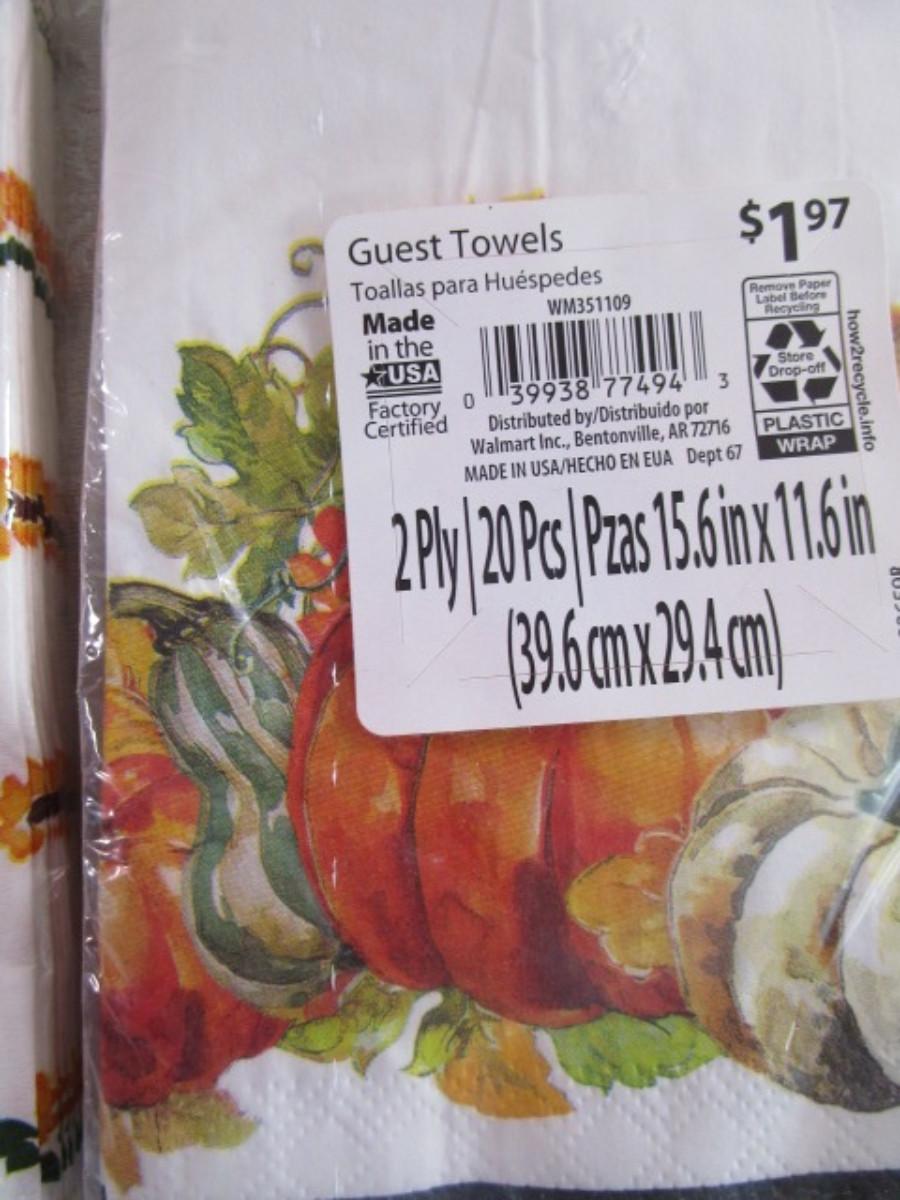 Guest Towels
$1.97
Toallas para Huéspedes
WM351109
Made
in the
USA
Factory
Certified
0 39938 77494 3
Distributed by/Distribuido por
Walmart Inc., Bentonville, AR 72716
MADE IN USA/HECHO EN EUA Dept 67
Remove Paper
Label Before
Recycling
Store
Drop-off
PLASTIC
WRAP
how2recycle.info
2 Ply | 20 Pcs | Pzas 15.6 in x 11.6 in
(39.6 cm x 29.4 cm)